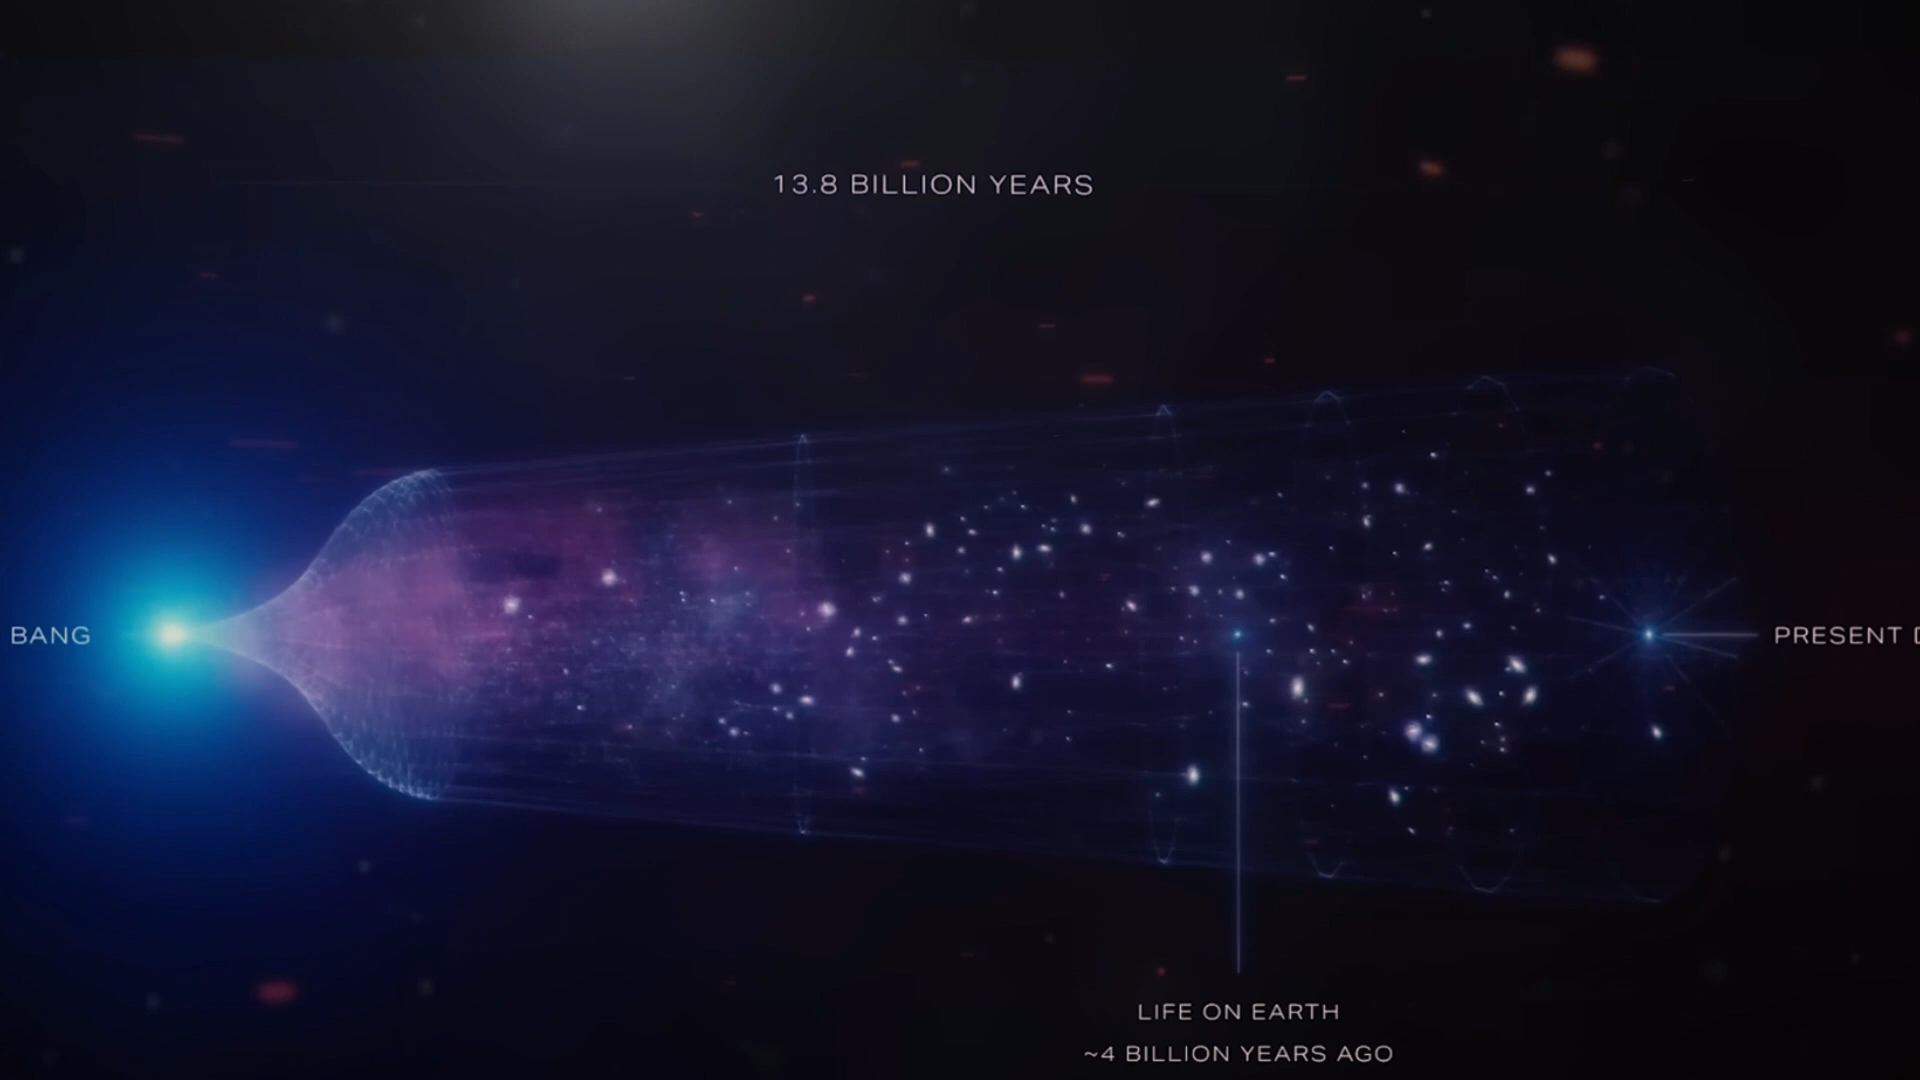 13.8 BILLION YEARS
BANG
PRESENT D
LIFE ON EARTH
~4 BILLION YEARS AGO